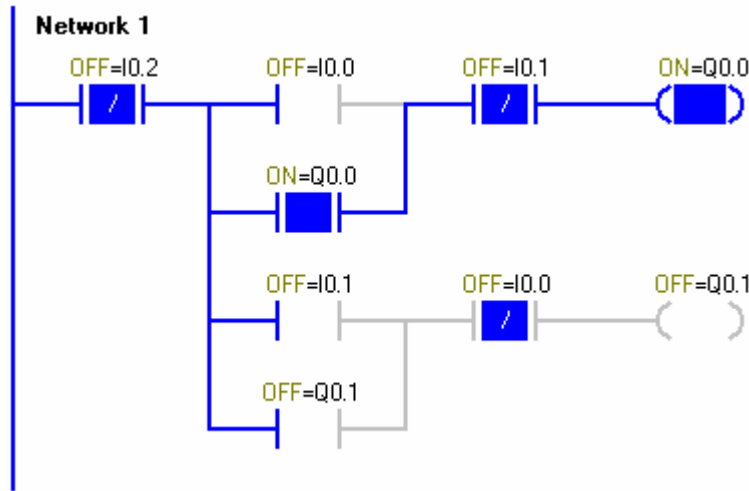 Network 1
OFF=I0.2 OFF=I0.0 OFF=I0.1 ON=Q0.0
/ /
ON=Q0.0
OFF=I0.1 OFF=I0.0 OFF=Q0.1
/
OFF=Q0.1